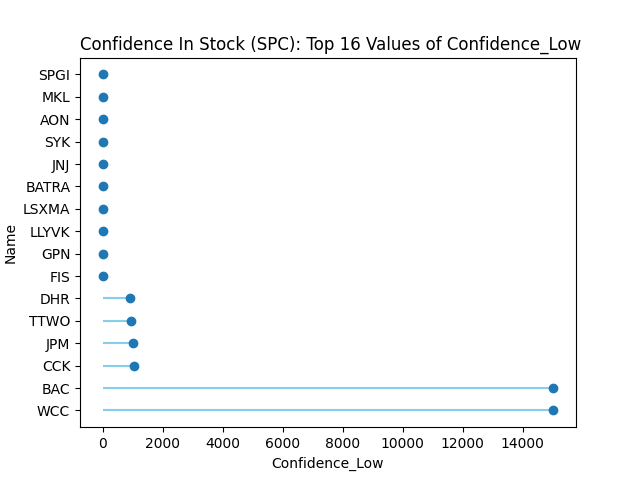 Confidence In Stock (SPC): Top 16 Values of Confidence_Low
SPGI
MKL
AON
SYK
JNJ
BATRA
LSXMA
LLYVK
GPN
FIS
DHR
TTWO
JPM
CCK
BAC
WCC
Name
0 2000 4000 6000 8000 10000 12000 14000
Confidence_Low